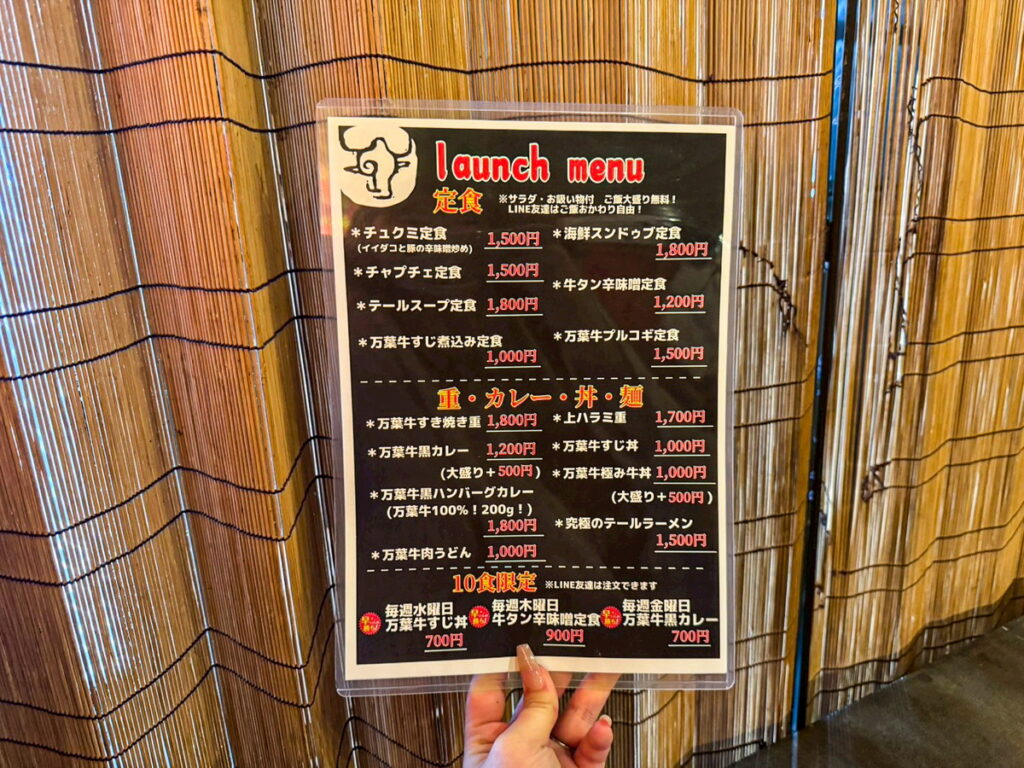 launch menu
定食
※サラダ・お吸い物付 ご飯大盛り無料！
LINE友達はご飯おかわり自由！
＊チュクミ定食 1,500円
(イイダコと豚の辛味噌炒め)
＊チャプチェ定食 1,500円
＊テールスープ定食 1,800円
＊万葉牛すじ煮込み定食
1,000円
＊海鮮スンドゥブ定食
1,800円
＊牛タン辛味噌定食
1,200円
＊万葉牛プルコギ定食
1,500円
重・カレー・丼・麺
＊万葉牛すき焼き重 1,800円
＊万葉牛黒カレー 1,200円
(大盛り＋500円)
＊万葉牛黒ハンバーグカレー
(万葉牛100%！200g！)
1,800円
＊万葉牛肉うどん 1,000円
＊上ハラミ重 1,700円
＊万葉牛すじ丼 1,000円
＊万葉牛極み牛丼 1,000円
(大盛り＋500円)
＊究極のテールラーメン
1,500円
10食限定 ※LINE友達は注文できます
早い者勝ち!
毎週水曜日
万葉牛すじ丼
700円
早い者勝ち!
毎週木曜日
牛タン辛味噌定食
900円
早い者勝ち!
毎週金曜日
万葉牛黒カレー
700円